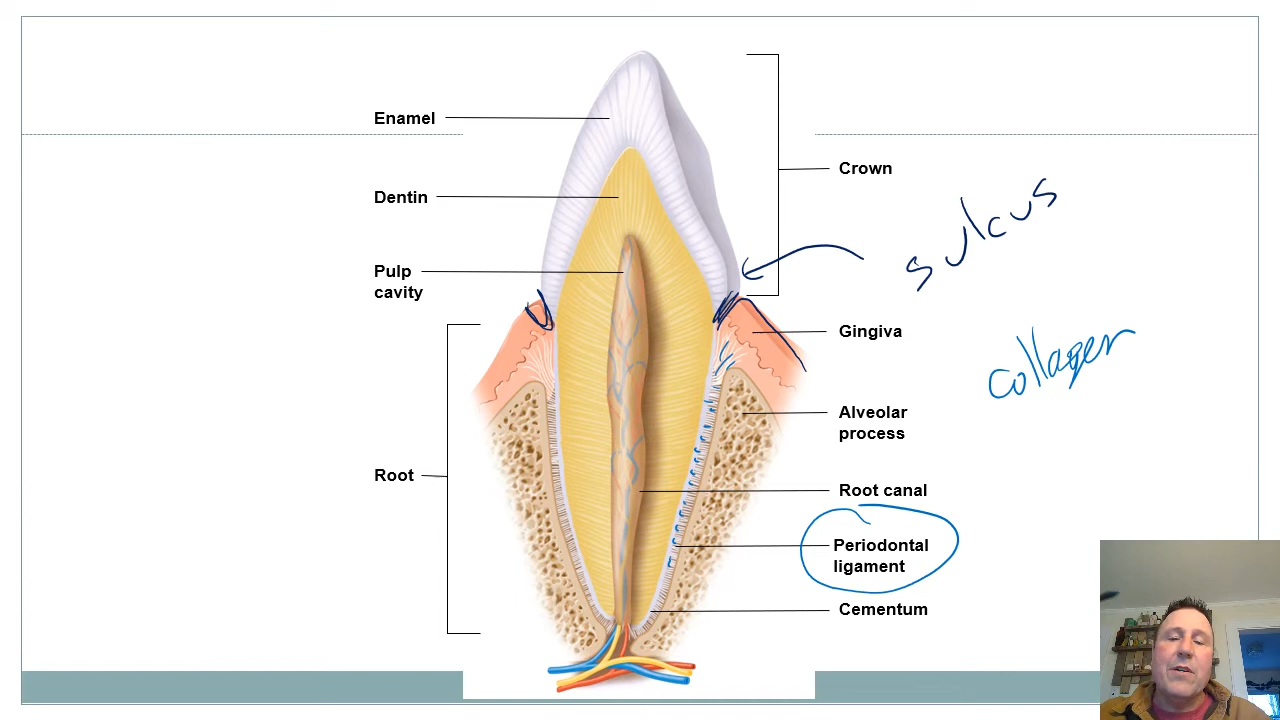 Enamel
Crown
Dentin
sulcus
Pulp
cavity
Gingiva
collagen
Alveolar
process
Root
Root canal
Periodontal
ligament
Cementum